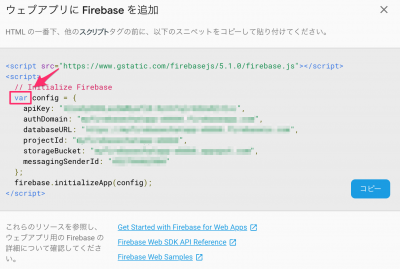 ウェブアプリに Firebase を追加
HTML の一番下、他のスクリプトタグの前に、以下のスニペットをコピーして貼り付けてください。
<script src="https://www.gstatic.com/firebasejs/5.1.0/firebase.js"></script>
<script>
// Initialize Firebase
var config = {
apiKey: "
authDomain: "
databaseURL: "
projectId: "
storageBucket: "
messagingSenderId: "
};
firebase.initializeApp(config);
</script>
コピー
これらのリソースを参照し、
ウェブアプリ用の Firebase の
詳細について確認してくださ
い。
Get Started with Firebase for Web Apps
Firebase Web SDK API Reference
Firebase Web Samples